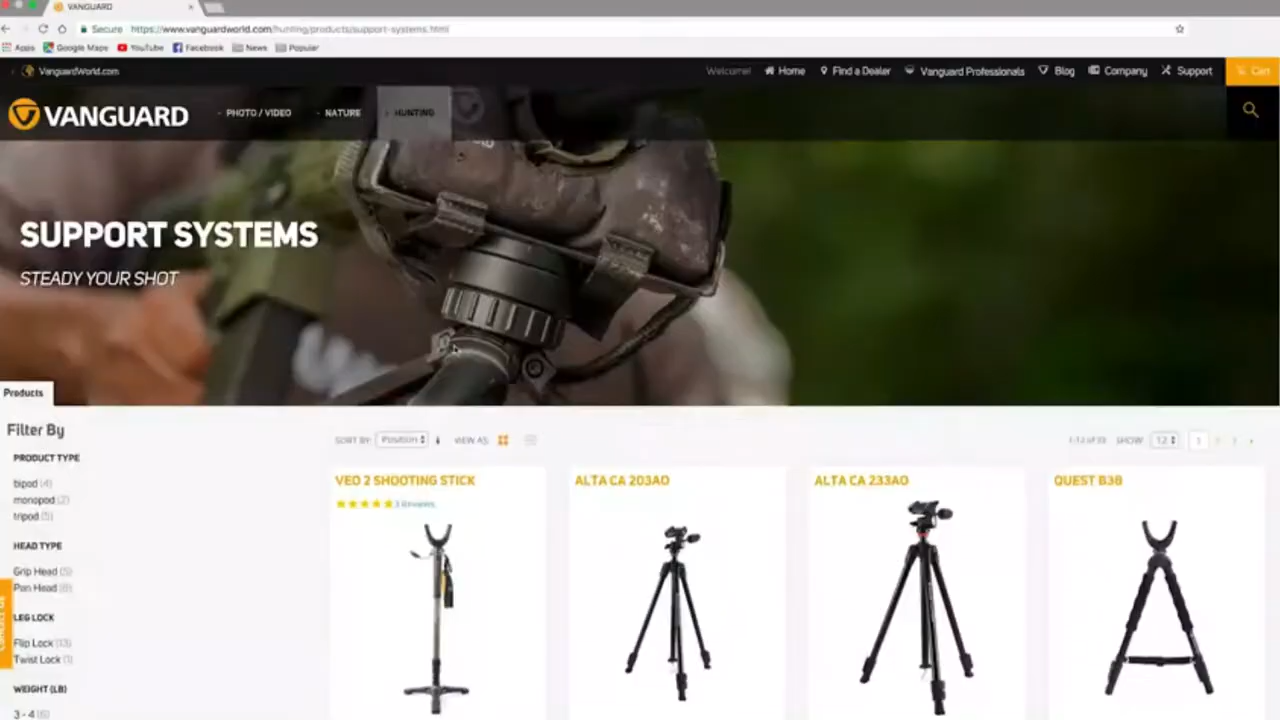 VANGUARD
Secure https://www.vanguardworld.com/hunting/products/support-systems.html
Apps Google Maps YouTube Facebook News Popular
VanguardWorld.com
Welcome! Home Find a Dealer Vanguard Professionals Blog Company Support Cart
VANGUARD PHOTO / VIDEO NATURE HUNTING
SUPPORT SYSTEMS
STEADY YOUR SHOT
Products
Filter By
SORT BY: Position VIEW AS: SHOW: 12 1
PRODUCT TYPE
bipod (4)
monopod (2)
tripod (5)
HEAD TYPE
Grip Head (5)
Pan Head (6)
LEG LOCK
Flip Lock (13)
Twist Lock (1)
WEIGHT (LB)
3 - 4 (6)
VEO 2 SHOOTING STICK
3 Reviews
ALTA CA 203AO
ALTA CA 233AO
QUEST B38